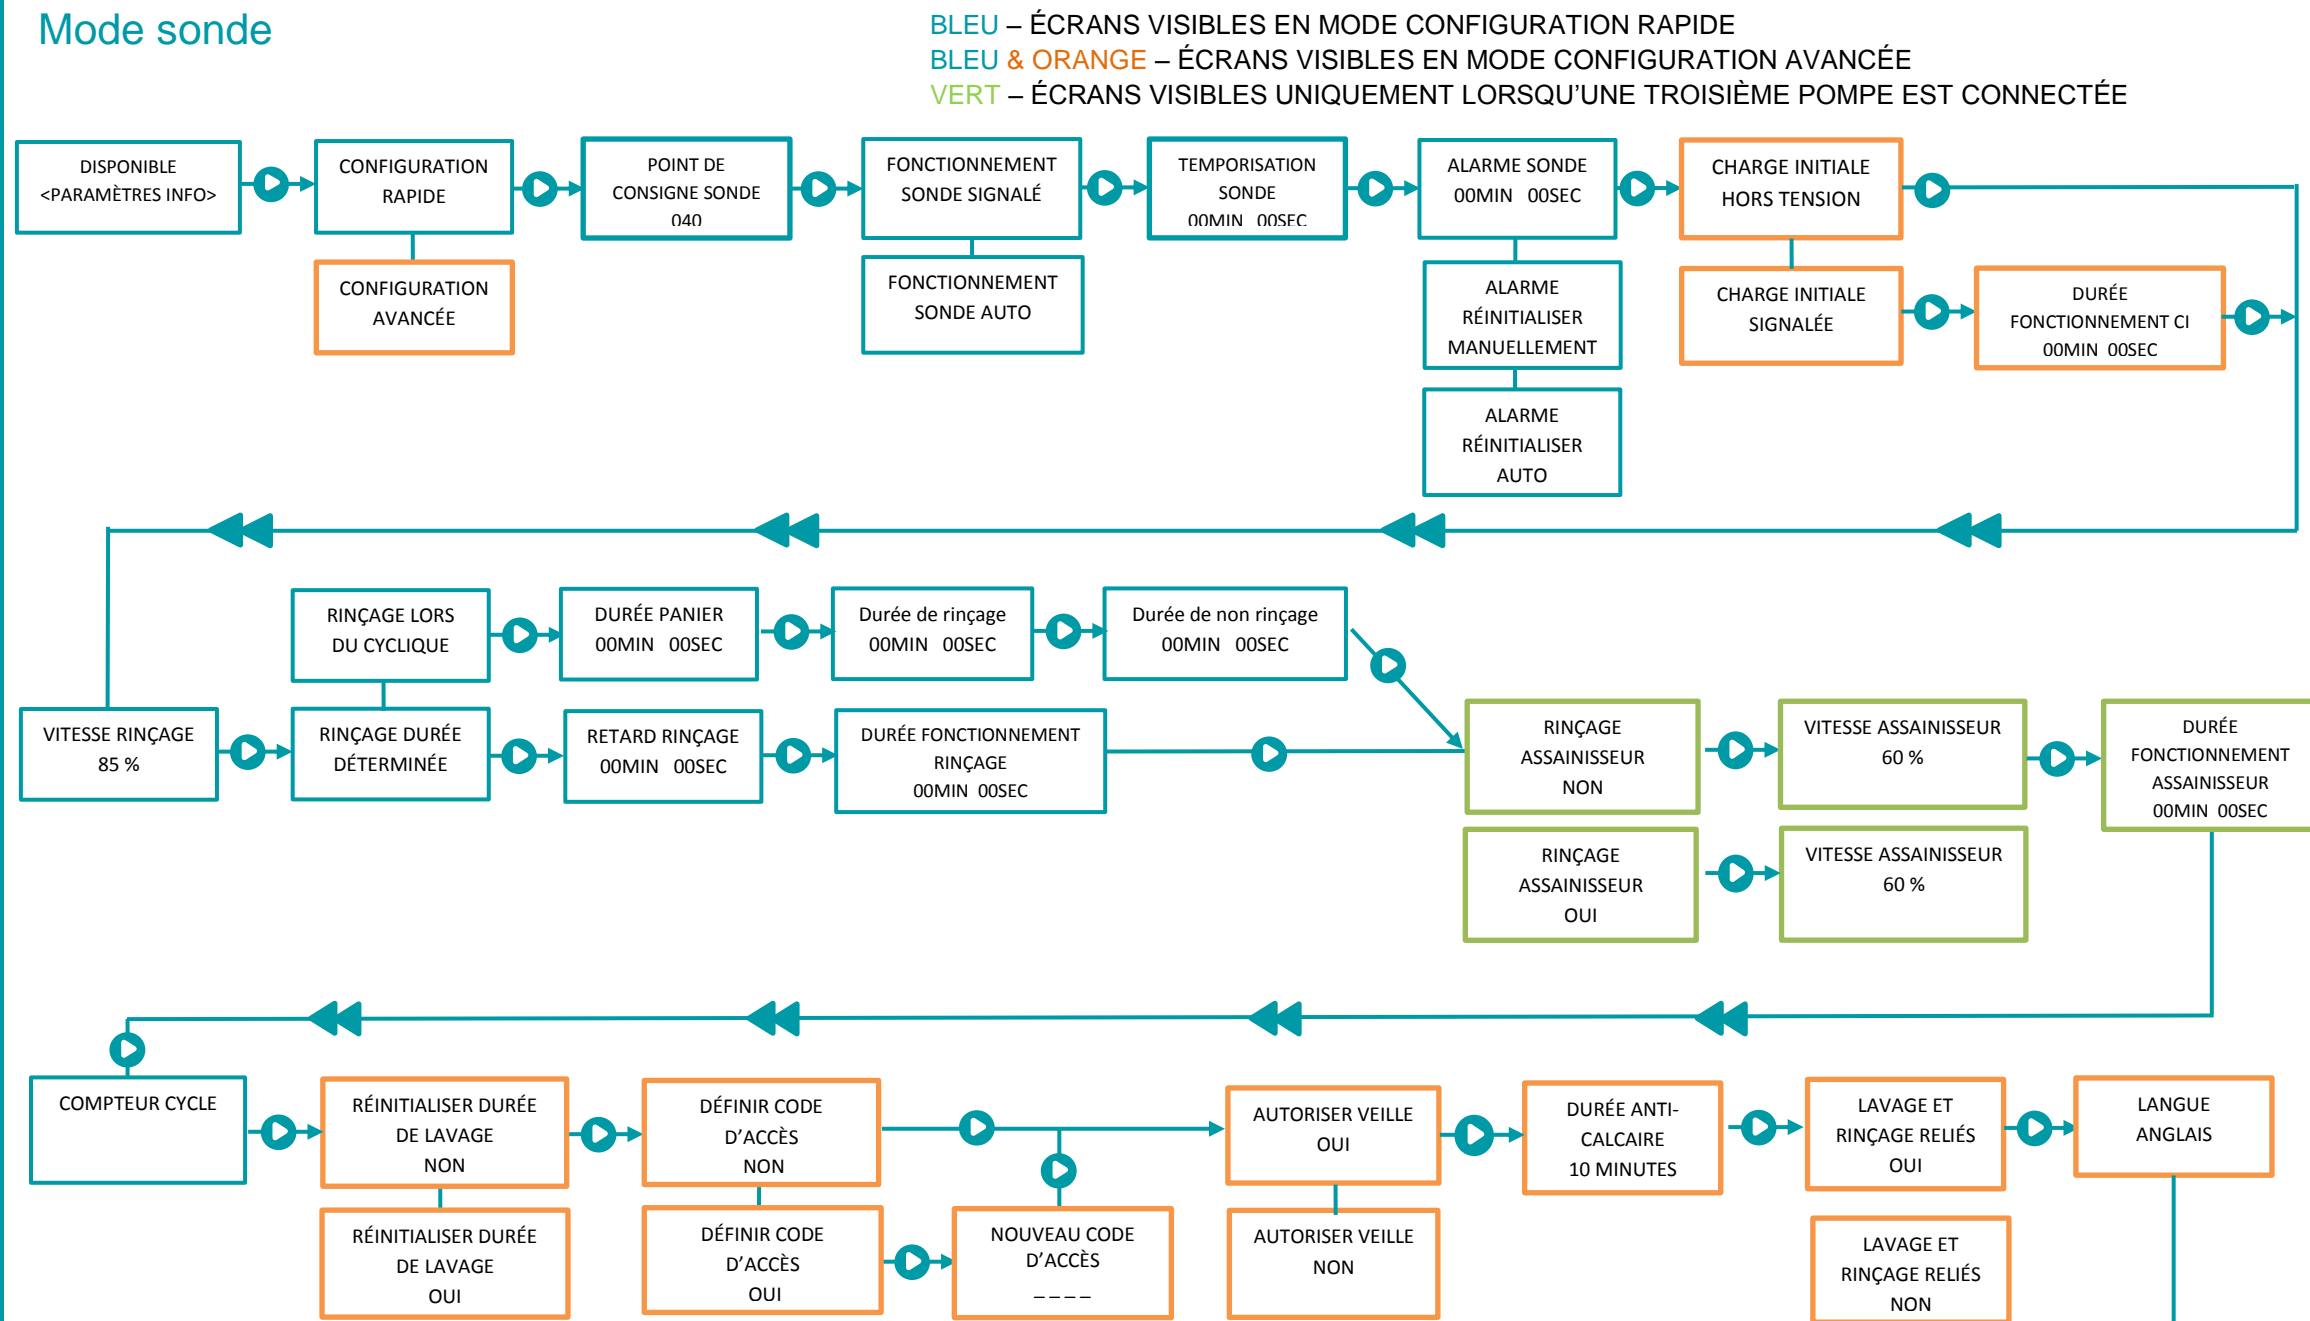 Mode sonde
BLEU – ÉCRANS VISIBLES EN MODE CONFIGURATION RAPIDE
BLEU & ORANGE – ÉCRANS VISIBLES EN MODE CONFIGURATION AVANCÉE
VERT – ÉCRANS VISIBLES UNIQUEMENT LORSQU'UNE TROISIÈME POMPE EST CONNECTÉE
DISPONIBLE
<PARAMÈTRES INFO>
CONFIGURATION
RAPIDE
POINT DE
CONSIGNE SONDE
040
FONCTIONNEMENT
SONDE SIGNALÉ
TEMPORISATION
SONDE
00MIN 00SEC
ALARME SONDE
00MIN 00SEC
CHARGE INITIALE
HORS TENSION
CONFIGURATION
AVANCÉE
FONCTIONNEMENT
SONDE AUTO
ALARME
RÉINITIALISER
MANUELLEMENT
CHARGE INITIALE
SIGNALÉE
DURÉE
FONCTIONNEMENT CI
00MIN 00SEC
ALARME
RÉINITIALISER
AUTO
RINÇAGE LORS
DU CYCLIQUE
DURÉE PANIER
00MIN 00SEC
Durée de rinçage
00MIN 00SEC
Durée de non rinçage
00MIN 00SEC
VITESSE RINÇAGE
85 %
RINÇAGE DURÉE
DÉTERMINÉE
RETARD RINÇAGE
00MIN 00SEC
DURÉE FONCTIONNEMENT
RINÇAGE
00MIN 00SEC
RINÇAGE
ASSAINISSEUR
NON
VITESSE ASSAINISSEUR
60 %
DURÉE
FONCTIONNEMENT
ASSAINISSEUR
00MIN 00SEC
RINÇAGE
ASSAINISSEUR
OUI
VITESSE ASSAINISSEUR
60 %
COMPTEUR CYCLE
RÉINITIALISER DURÉE
DE LAVAGE
NON
DÉFINIR CODE
D'ACCÈS
NON
AUTORISER VEILLE
OUI
DURÉE ANTI-
CALCAIRE
10 MINUTES
LAVAGE ET
RINÇAGE RELIÉS
OUI
LANGUE
ANGLAIS
RÉINITIALISER DURÉE
DE LAVAGE
OUI
DÉFINIR CODE
D'ACCÈS
OUI
NOUVEAU CODE
D'ACCÈS
_ _ _ _
AUTORISER VEILLE
NON
LAVAGE ET
RINÇAGE RELIÉS
NON